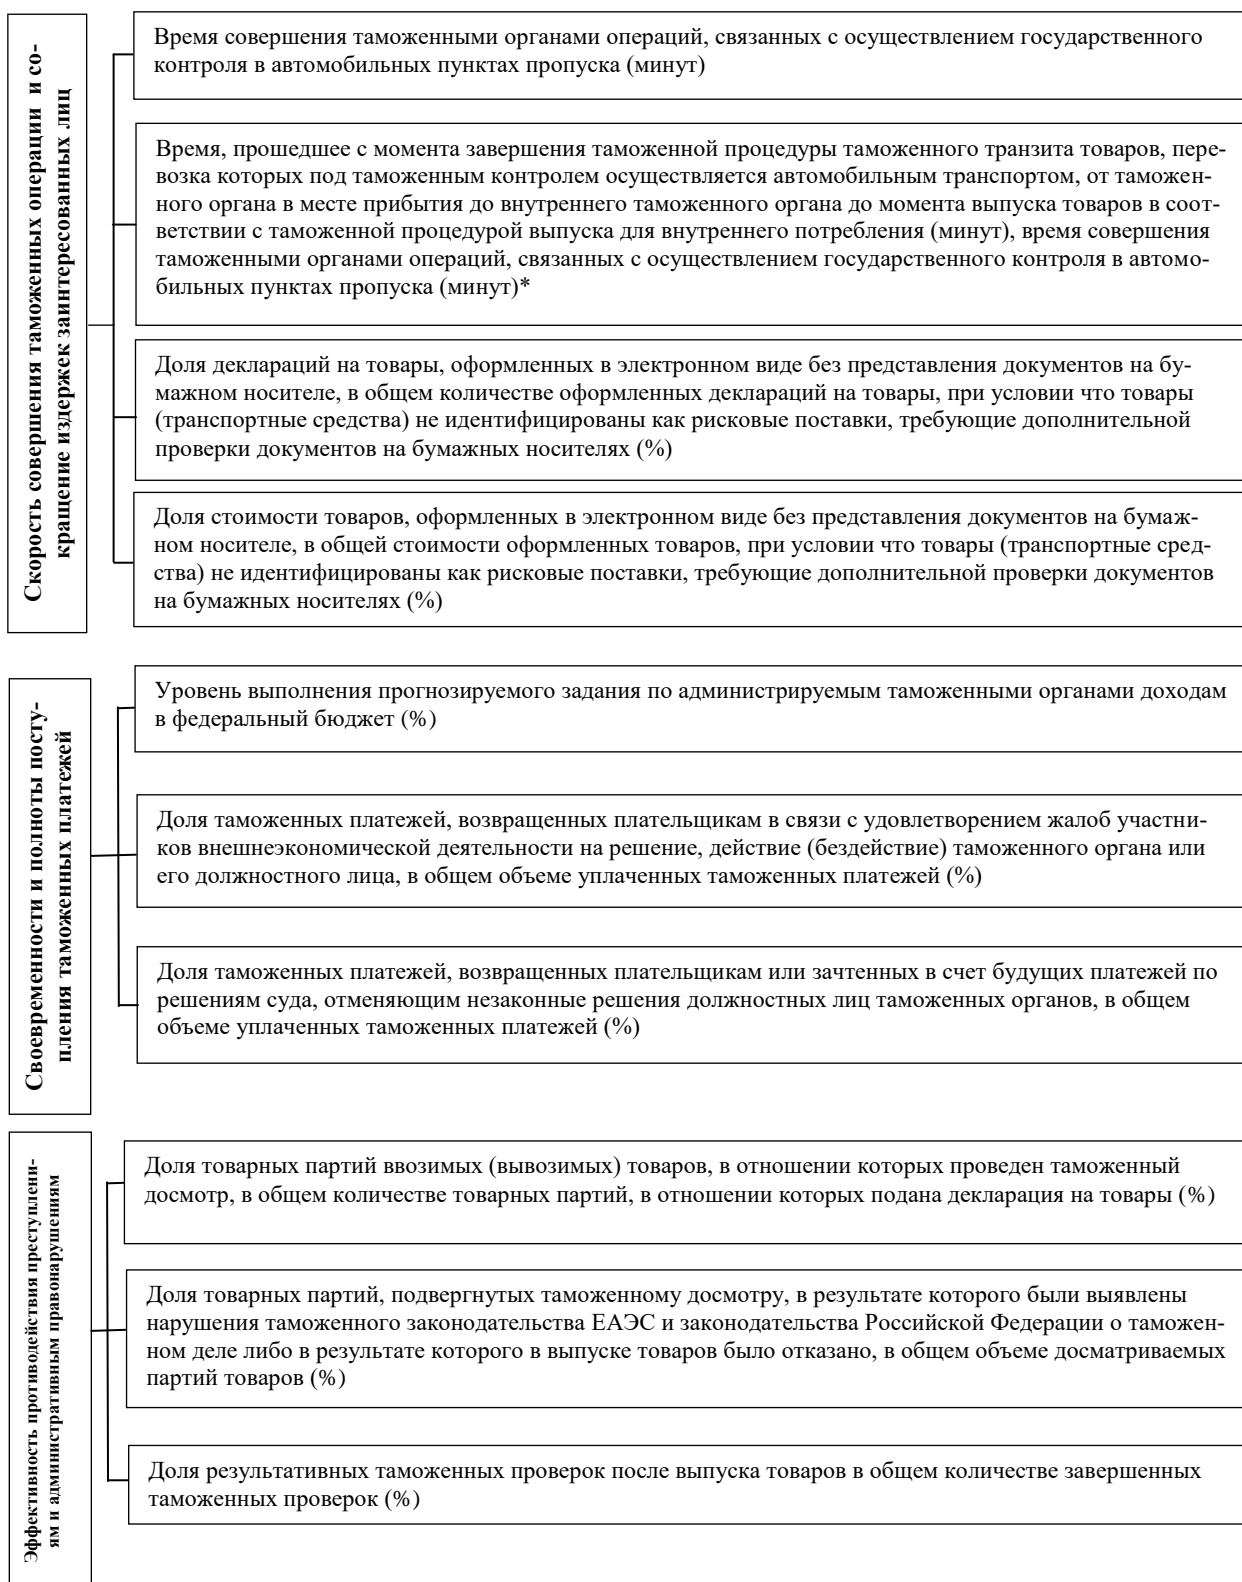 Скорость совершения таможенных операции и со-
кращение издержек заинтересованных лиц
Время совершения таможенными органами операций, связанных с осуществлением государственного
контроля в автомобильных пунктах пропуска (минут)
Время, прошедшее с момента завершения таможенной процедуры таможенного транзита товаров, пере-
возка которых под таможенным контролем осуществляется автомобильным транспортом, от таможен-
ного органа в месте прибытия до внутреннего таможенного органа до момента выпуска товаров в соот-
ветствии с таможенной процедурой выпуска для внутреннего потребления (минут), время совершения
таможенными органами операций, связанных с осуществлением государственного контроля в автомо-
бильных пунктах пропуска (минут)*
Доля деклараций на товары, оформленных в электронном виде без представления документов на бу-
мажном носителе, в общем количестве оформленных деклараций на товары, при условии что товары
(транспортные средства) не идентифицированы как рисковые поставки, требующие дополнительной
проверки документов на бумажных носителях (%)
Доля стоимости товаров, оформленных в электронном виде без представления документов на бумаж-
ном носителе, в общей стоимости оформленных товаров, при условии что товары (транспортные сред-
ства) не идентифицированы как рисковые поставки, требующие дополнительной проверки документов
на бумажных носителях (%)
Своевременности и полноты посту-
пления таможенных платежей
Уровень выполнения прогнозируемого задания по администрируемым таможенными органами доходам
в федеральный бюджет (%)
Доля таможенных платежей, возвращенных плательщикам в связи с удовлетворением жалоб участни-
ков внешнеэкономической деятельности на решение, действие (бездействие) таможенного органа или
его должностного лица, в общем объеме уплаченных таможенных платежей (%)
Доля таможенных платежей, возвращенных плательщикам или зачтенных в счет будущих платежей по
решениям суда, отменяющим незаконные решения должностных лиц таможенных органов, в общем
объеме уплаченных таможенных платежей (%)
Эффективность противодействия преступлени-
ям и административным правонарушениям
Доля товарных партий ввозимых (вывозимых) товаров, в отношении которых проведен таможенный
досмотр, в общем количестве товарных партий, в отношении которых подана декларация на товары (%)
Доля товарных партий, подвергнутых таможенному досмотру, в результате которого были выявлены
нарушения таможенного законодательства ЕАЭС и законодательства Российской Федерации о таможен-
ном деле либо в результате которого в выпуске товаров было отказано, в общем объеме досматриваемых
партий товаров (%)
Доля результативных таможенных проверок после выпуска товаров в общем количестве завершенных
таможенных проверок (%)